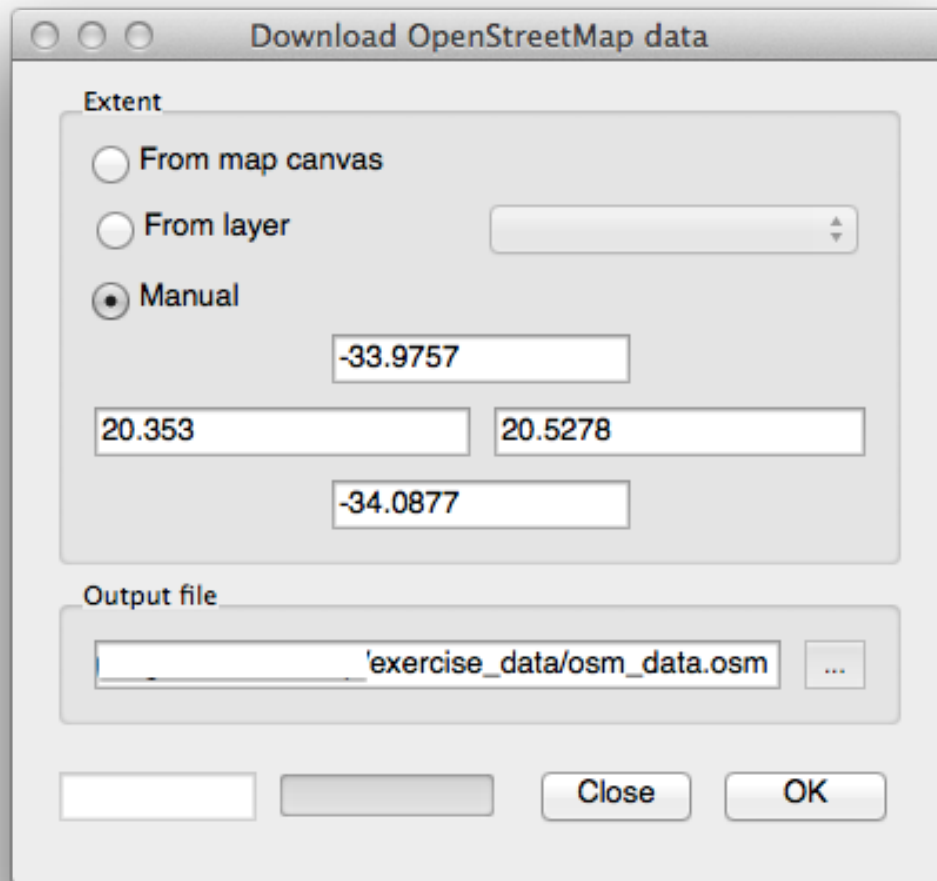 Download OpenStreetMap data
Extent
From map canvas
From layer
Manual
-33.9757
20.353 20.5278
-34.0877
Output file
/exercise_data/osm_data.osm ...
Close OK